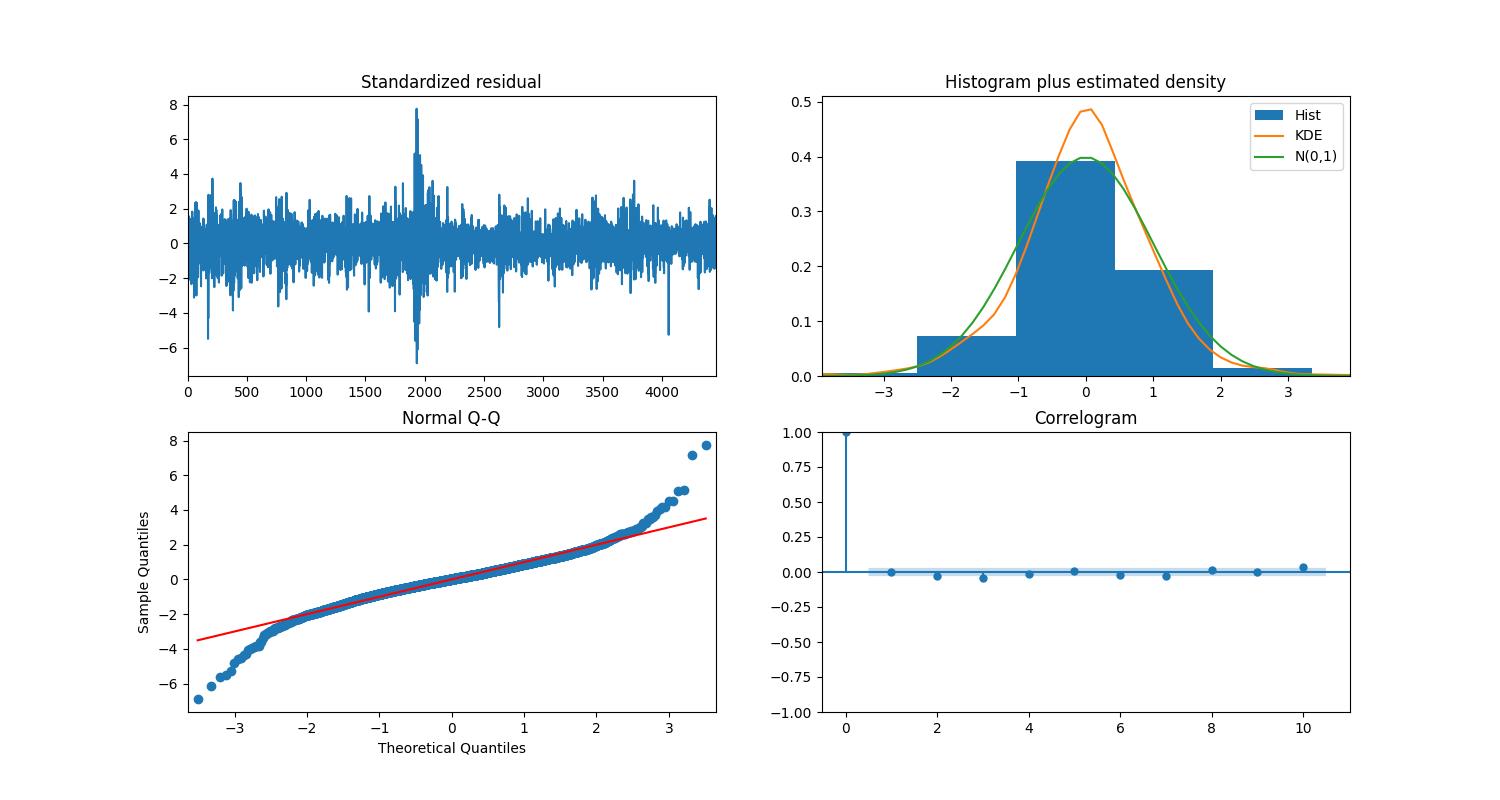 Standardized residual
8
6
4
2
0
−2
−4
−6
0 500 1000 1500 2000 2500 3000 3500 4000
Histogram plus estimated density
Hist
KDE
N(0,1)
0.5
0.4
0.3
0.2
0.1
0.0
−3 −2 −1 0 1 2 3
Normal Q-Q
Sample Quantiles
8
6
4
2
0
−2
−4
−6
−3 −2 −1 0 1 2 3
Theoretical Quantiles
Correlogram
1.00
0.75
0.50
0.25
0.00
−0.25
−0.50
−0.75
−1.00
0 2 4 6 8 10